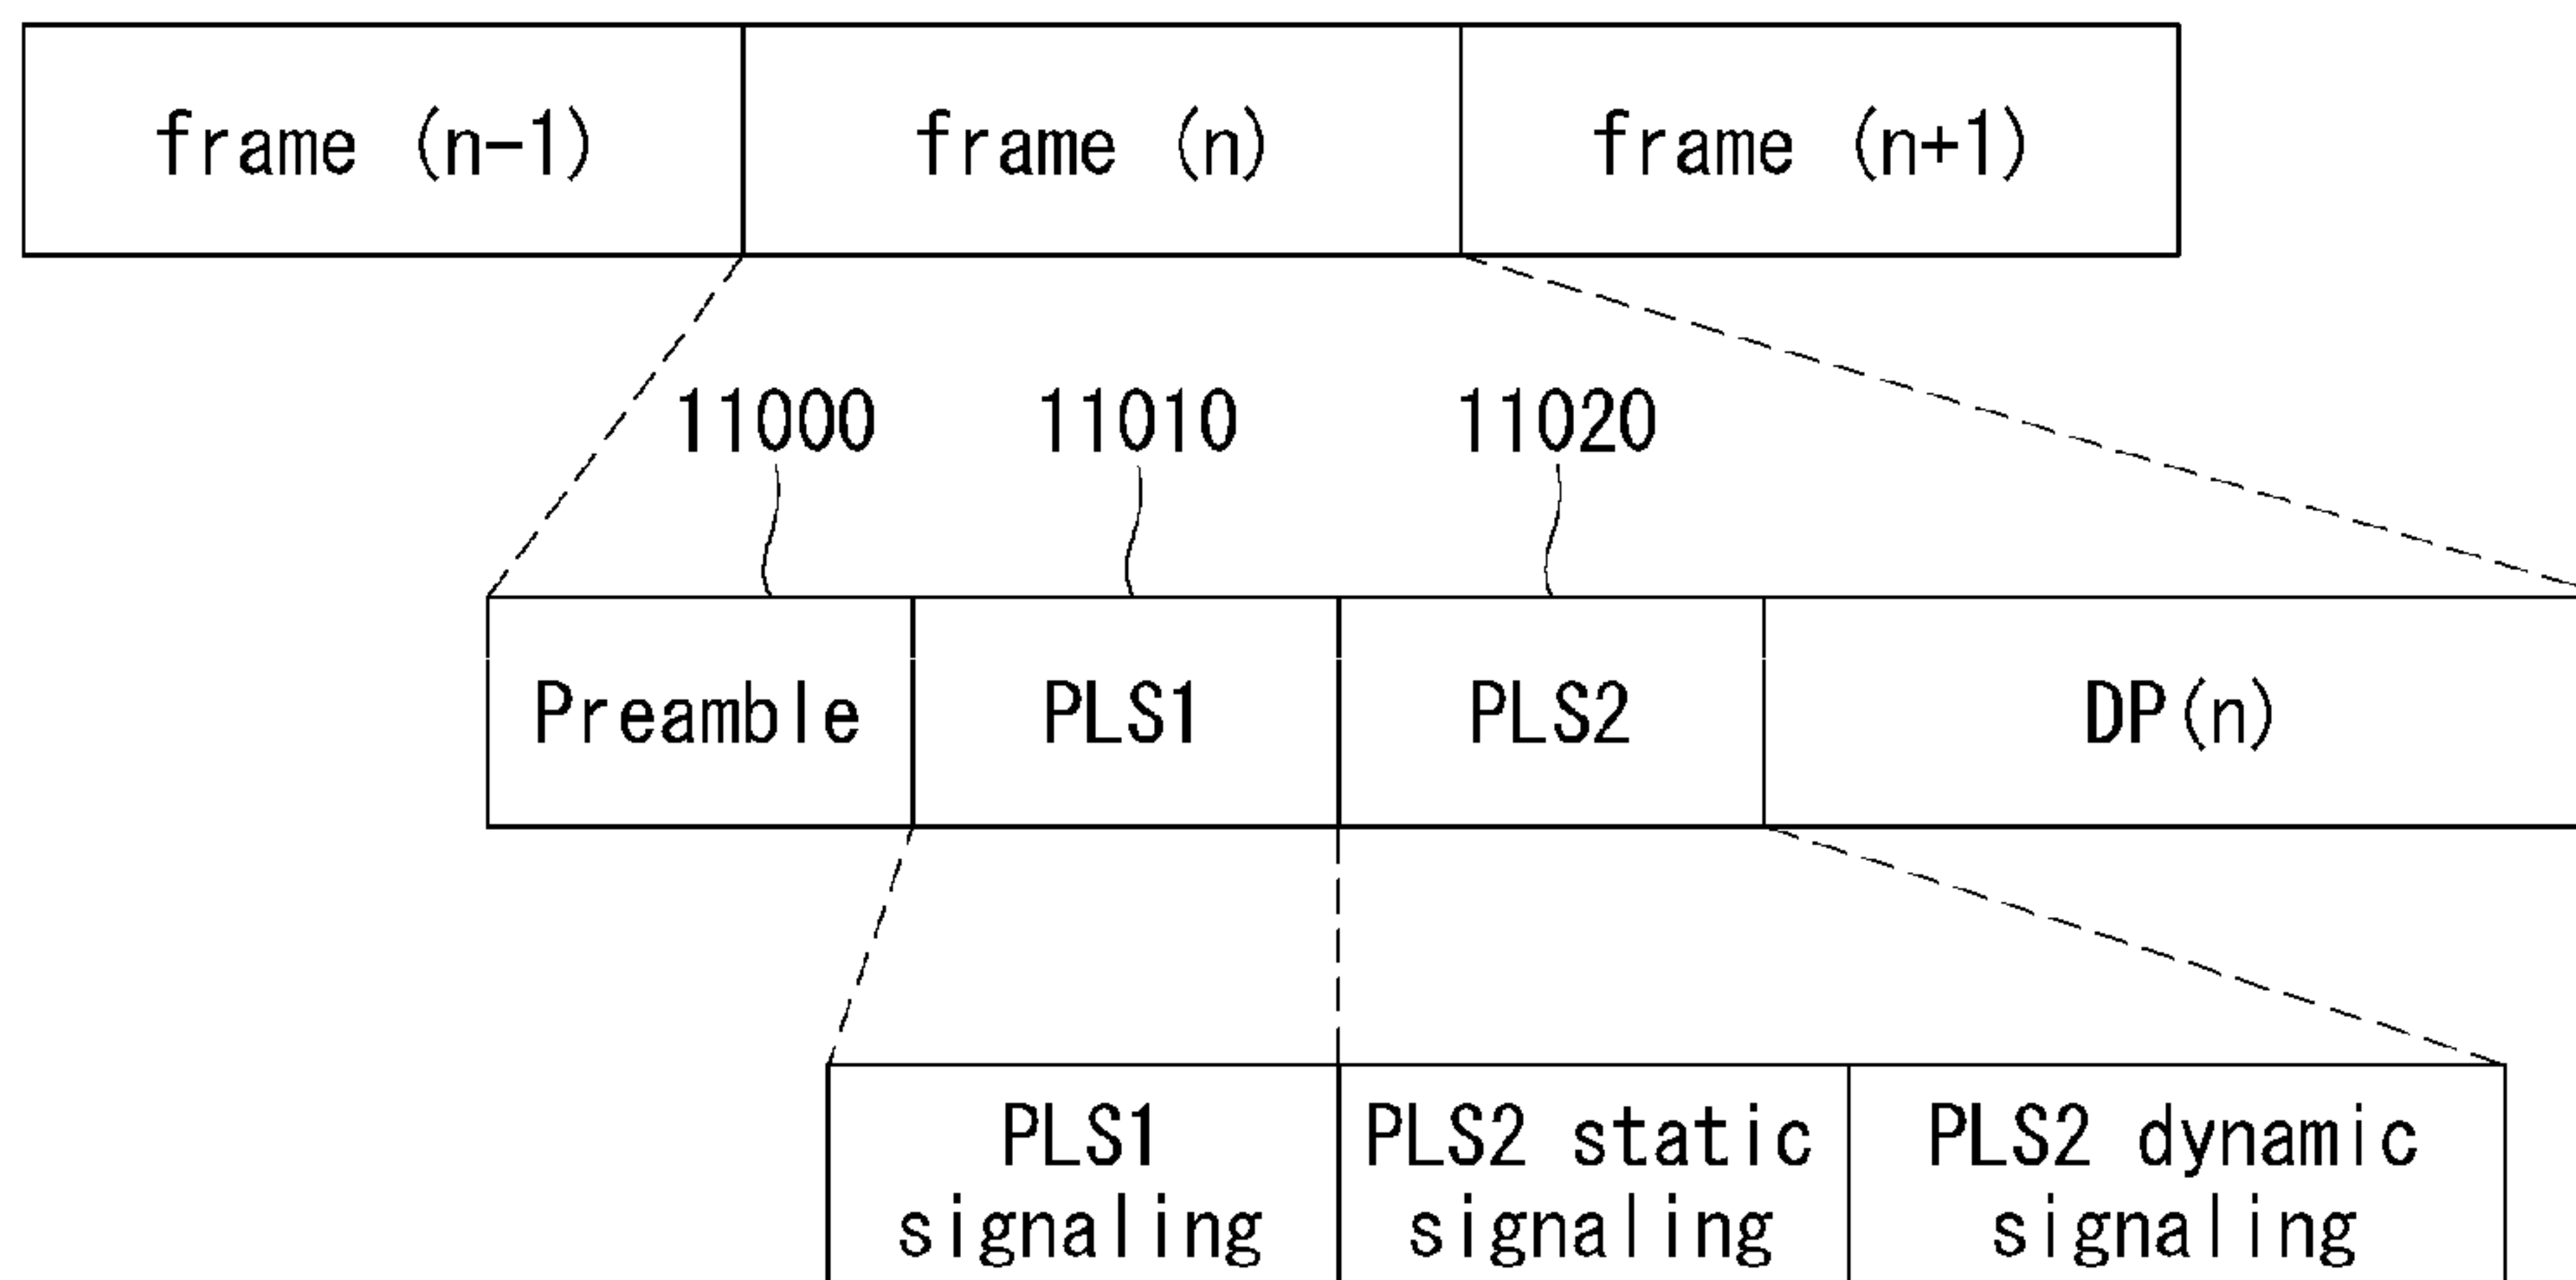 frame (n-1) frame (n) frame (n+1)
11000 11010 11020
Preamble PLS1 PLS2 DP(n)
PLS1 PLS2 static PLS2 dynamic
signaling signaling signaling